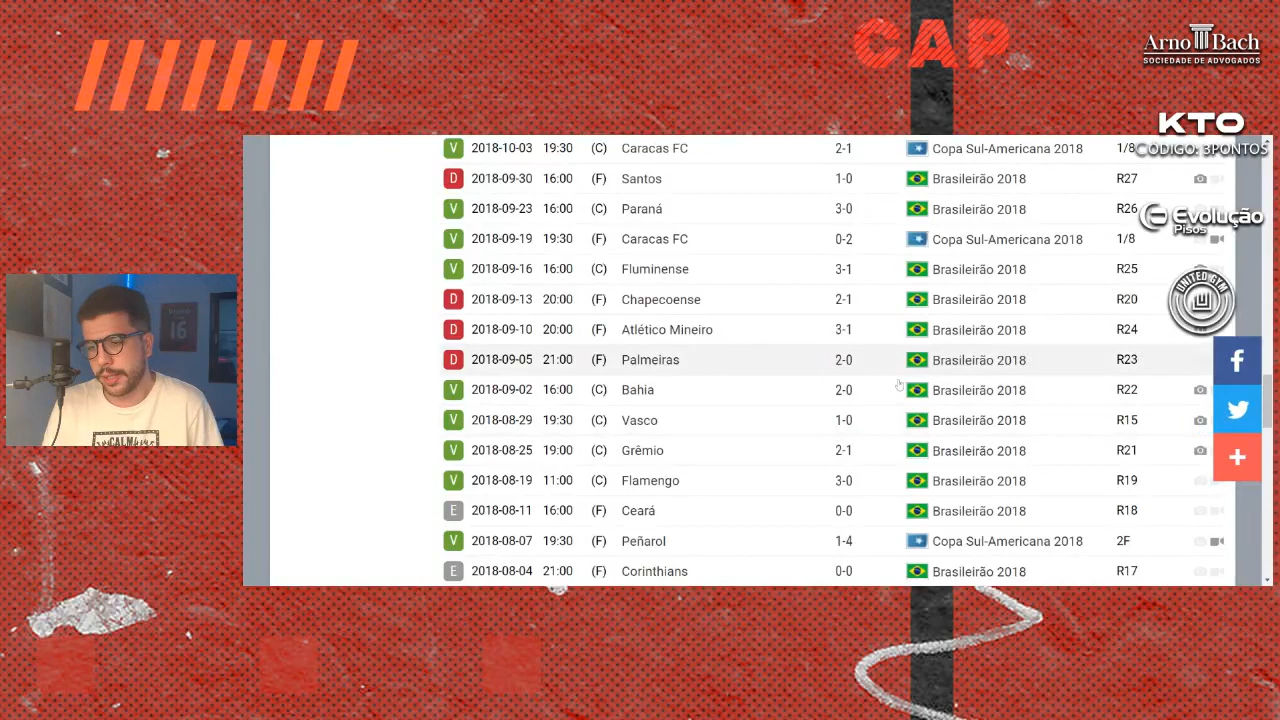 CAP
Arno Bach
SOCIEDADE DE ADVOGADOS
KTO
CÓDIGO: 3PONTOS
Evolução
Pisos
UNITED GYM
V 2018-10-03 19:30 (C) Caracas FC 2-1 Copa Sul-Americana 2018 1/8
D 2018-09-30 16:00 (F) Santos 1-0 Brasileirão 2018 R27
V 2018-09-23 16:00 (C) Paraná 3-0 Brasileirão 2018 R26
V 2018-09-19 19:30 (F) Caracas FC 0-2 Copa Sul-Americana 2018 1/8
V 2018-09-16 16:00 (C) Fluminense 3-1 Brasileirão 2018 R25
D 2018-09-13 20:00 (F) Chapecoense 2-1 Brasileirão 2018 R20
D 2018-09-10 20:00 (F) Atlético Mineiro 3-1 Brasileirão 2018 R24
D 2018-09-05 21:00 (F) Palmeiras 2-0 Brasileirão 2018 R23
V 2018-09-02 16:00 (C) Bahia 2-0 Brasileirão 2018 R22
V 2018-08-29 19:30 (C) Vasco 1-0 Brasileirão 2018 R15
V 2018-08-25 19:00 (C) Grêmio 2-1 Brasileirão 2018 R21
V 2018-08-19 11:00 (C) Flamengo 3-0 Brasileirão 2018 R19
E 2018-08-11 16:00 (F) Ceará 0-0 Brasileirão 2018 R18
V 2018-08-07 19:30 (F) Peñarol 1-4 Copa Sul-Americana 2018 2F
E 2018-08-04 21:00 (F) Corinthians 0-0 Brasileirão 2018 R17
16
CALM